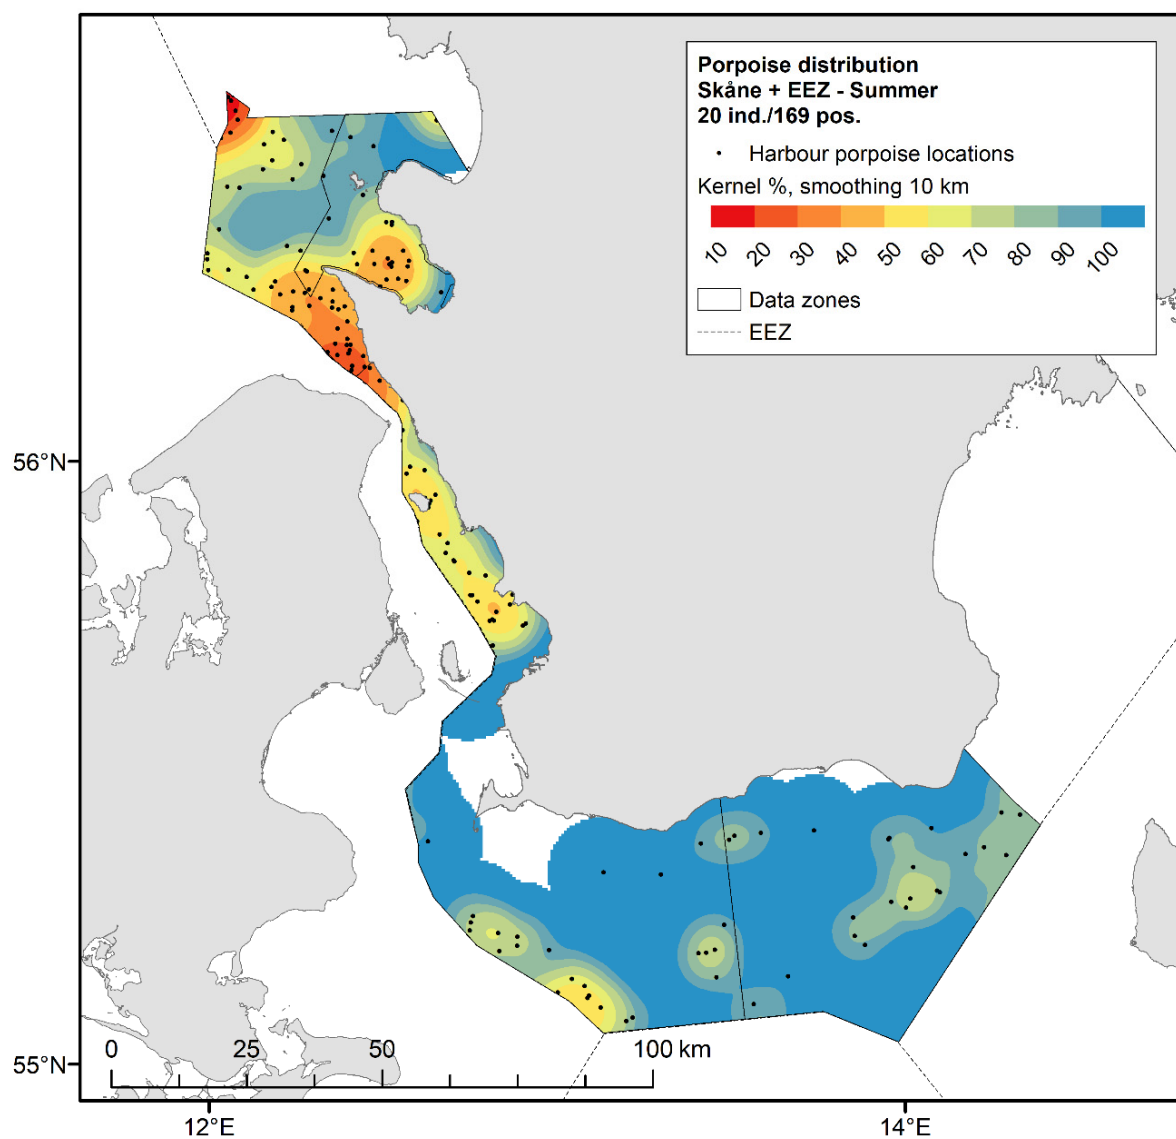 Porpoise distribution
Skåne + EEZ - Summer
20 ind./169 pos.
Harbour porpoise locations
Kernel %, smoothing 10 km
10 20 30 40 50 60 70 80 90 100
Data zones
EEZ
56°N
55°N
0 25 50 100 km
12°E 14°E